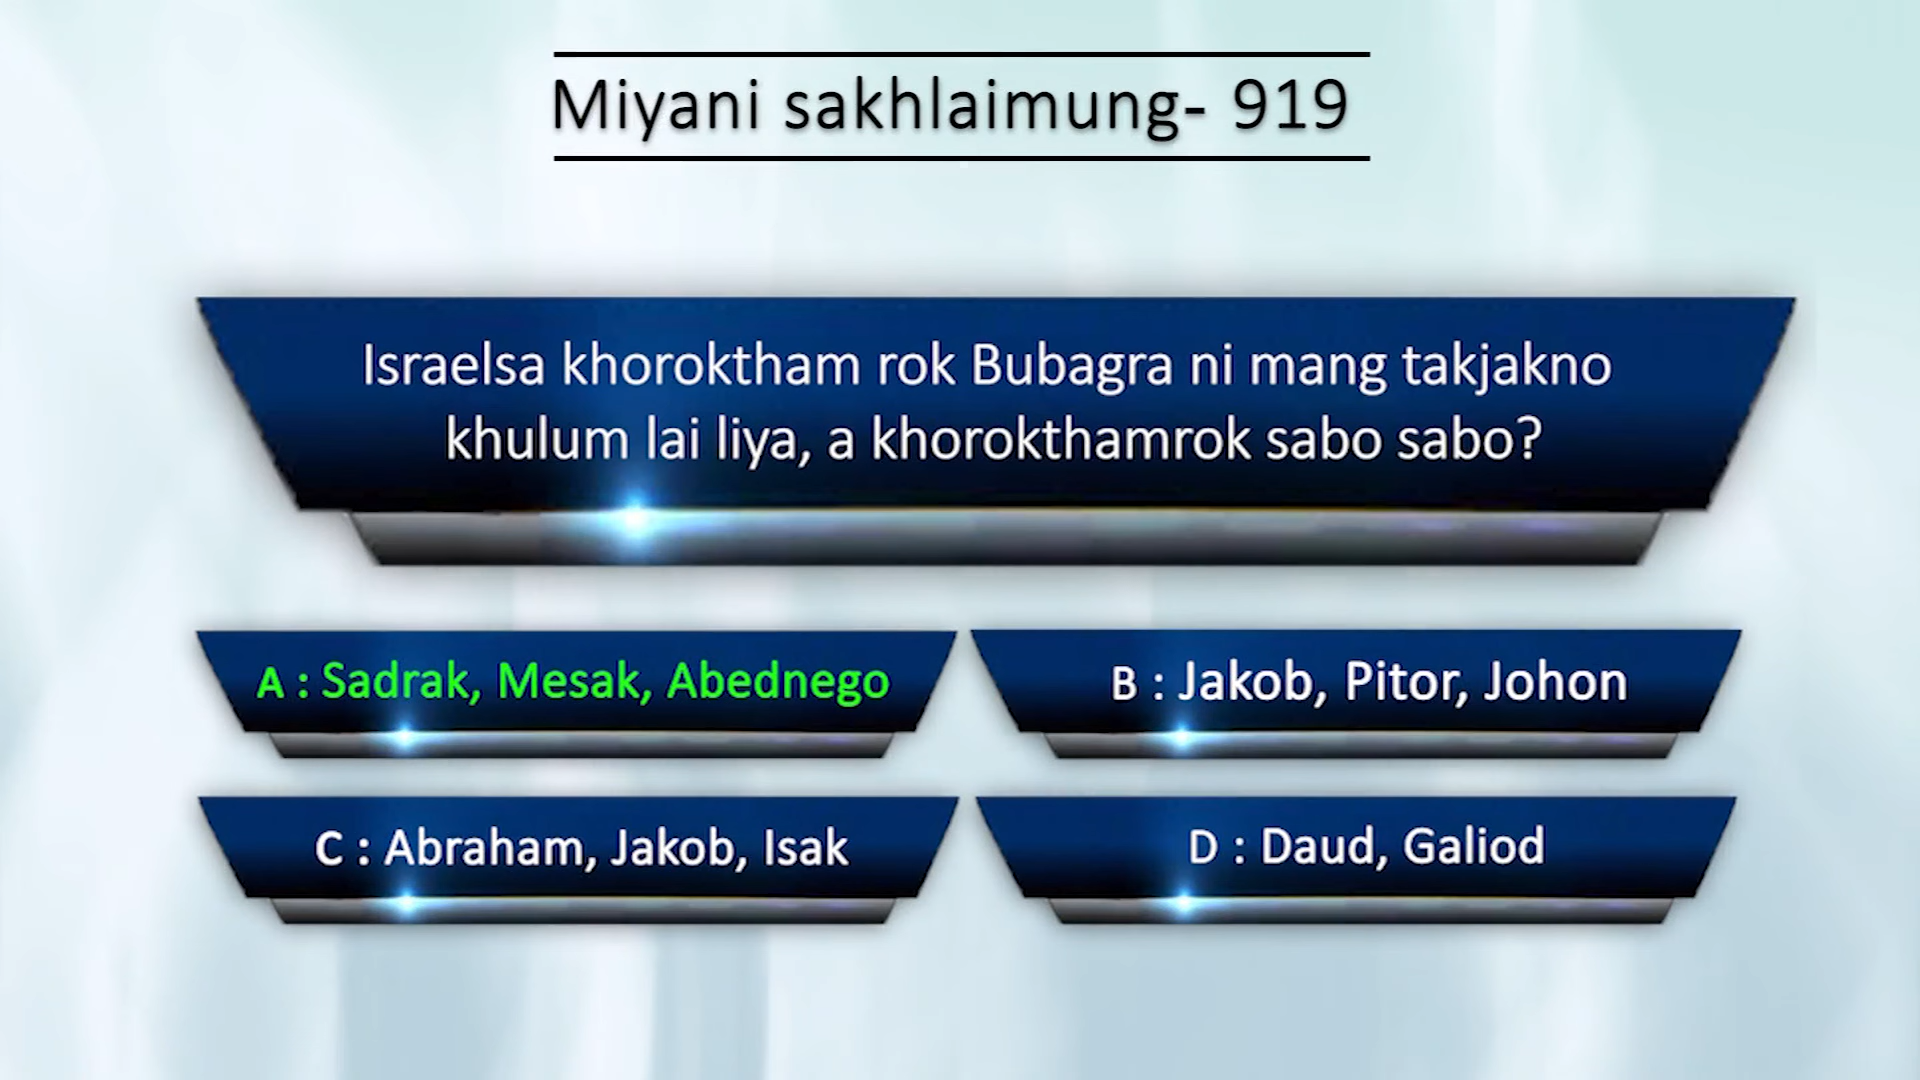 Miyani sakhlaimung- 919
Israelsa khoroktham rok Bubagra ni mang takjakno
khulum lai liya, a khorokthamrok sabo sabo?
A : Sadrak, Mesak, Abednego
B : Jakob, Pitor, Johon
C : Abraham, Jakob, Isak
D : Daud, Galiod